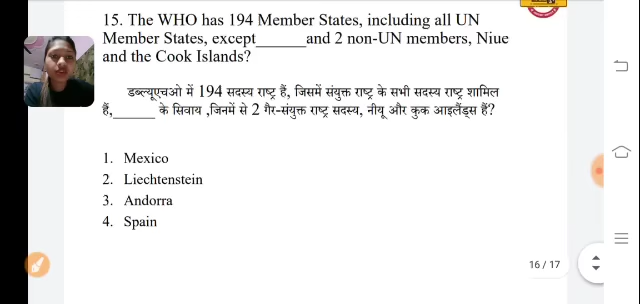 15. The WHO has 194 Member States, including all UN
Member States, except______and 2 non-UN members, Niue
and the Cook Islands?
डब्ल्यूएचओ में 194 सदस्य राष्ट्र हैं, जिसमें संयुक्त राष्ट्र के सभी सदस्य राष्ट्र शामिल
हैं,______ के सिवाय ,जिनमें से 2 गैर-संयुक्त राष्ट्र सदस्य, नीयू और कुक आइलैंड्स हैं?
1. Mexico
2. Liechtenstein
3. Andorra
4. Spain
16 / 17